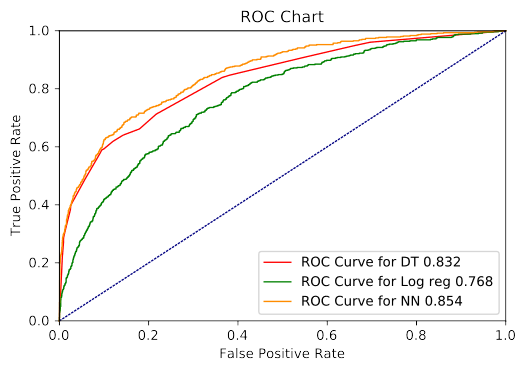 ROC Chart
1.0
0.8
0.6
0.4
0.2
0.0
True Positive Rate
ROC Curve for DT 0.832
ROC Curve for Log reg 0.768
ROC Curve for NN 0.854
0.0 0.2 0.4 0.6 0.8 1.0
False Positive Rate